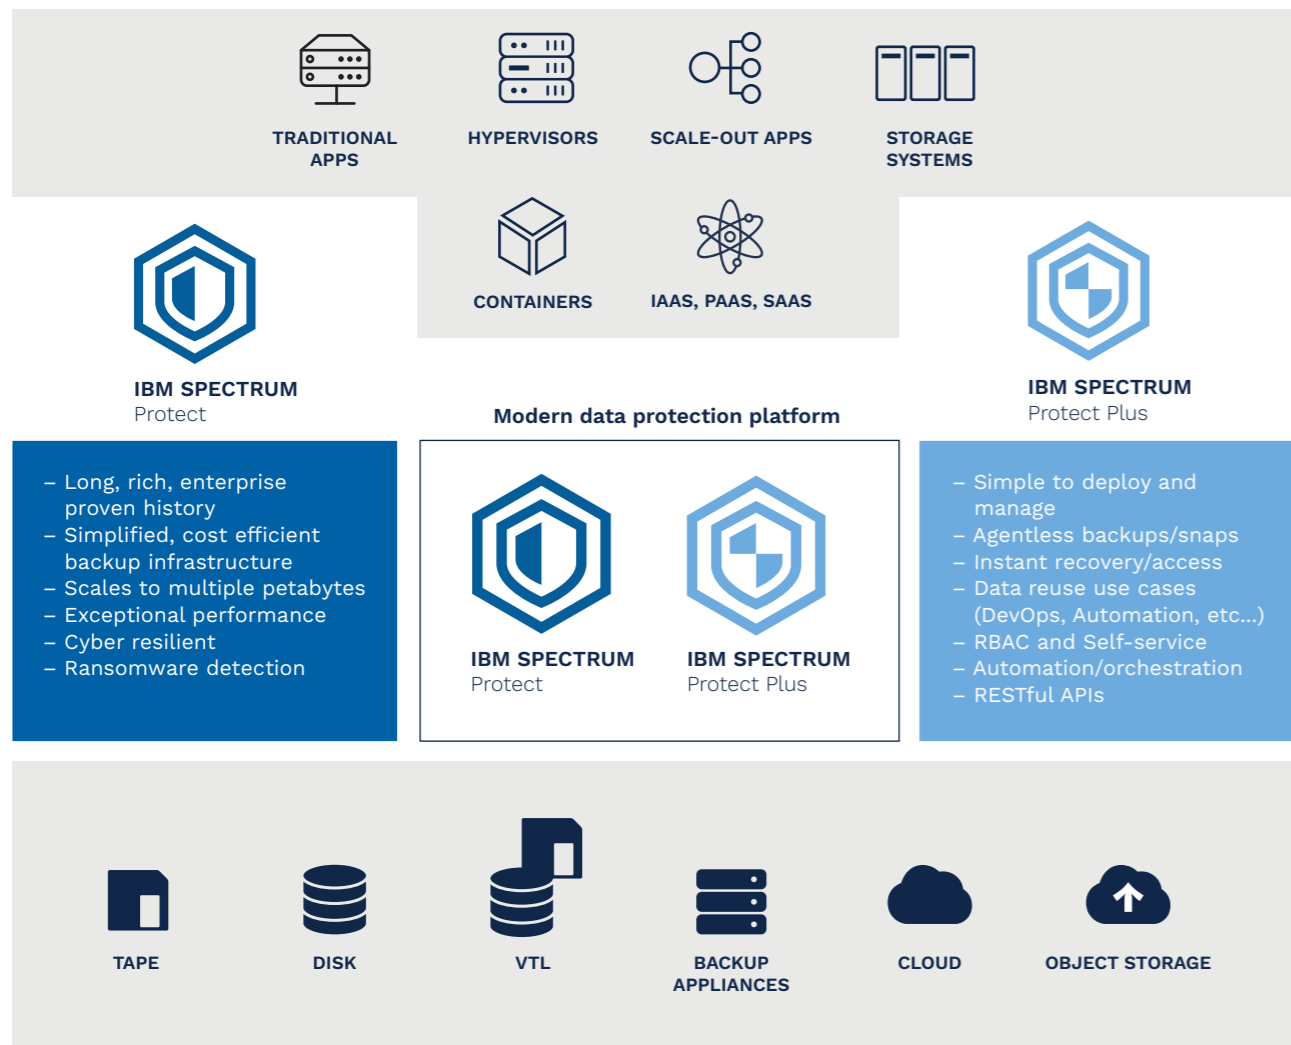 TRADITIONAL
APPS
HYPERVISORS
SCALE-OUT APPS
STORAGE
SYSTEMS
CONTAINERS
IAAS, PAAS, SAAS
IBM SPECTRUM
Protect
IBM SPECTRUM
Protect Plus
– Long, rich, enterprise
proven history
– Simplified, cost efficient
backup infrastructure
– Scales to multiple petabytes
– Exceptional performance
– Cyber resilient
– Ransomware detection
Modern data protection platform
IBM SPECTRUM
Protect
IBM SPECTRUM
Protect Plus
– Simple to deploy and
manage
– Agentless backups/snaps
– Instant recovery/access
– Data reuse use cases
(DevOps, Automation, etc...)
– RBAC and Self-service
– Automation/orchestration
– RESTful APIs
TAPE
DISK
VTL
BACKUP
APPLIANCES
CLOUD
OBJECT STORAGE